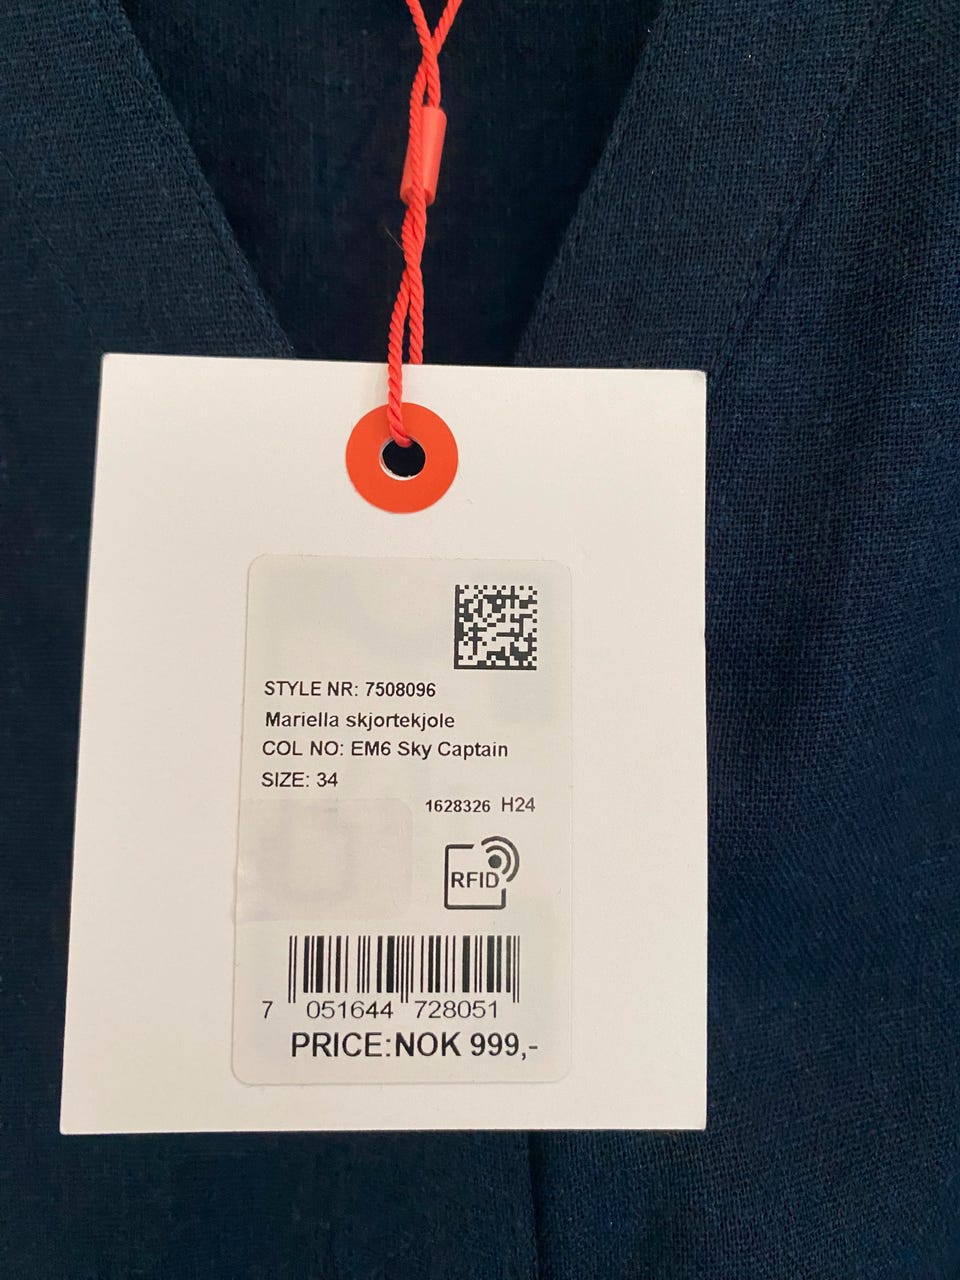 STYLE NR: 7508096
Mariella skjortekjole
COL NO: EM6 Sky Captain
SIZE: 34
1628326 H24
RFID
7 051644 728051
PRICE:NOK 999,-